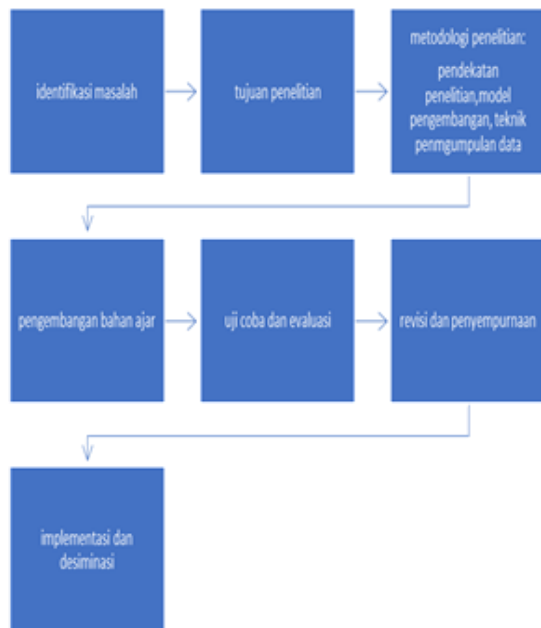 identifikasi masalah
tujuan penelitian
metodologi penelitian:
pendekatan
penelitian,model
pengembangan, teknik
penmgumpulan data
pengembangan bahan ajar
uji coba dan evaluasi
revisi dan penyempurnaan
implementasi dan
desiminasi